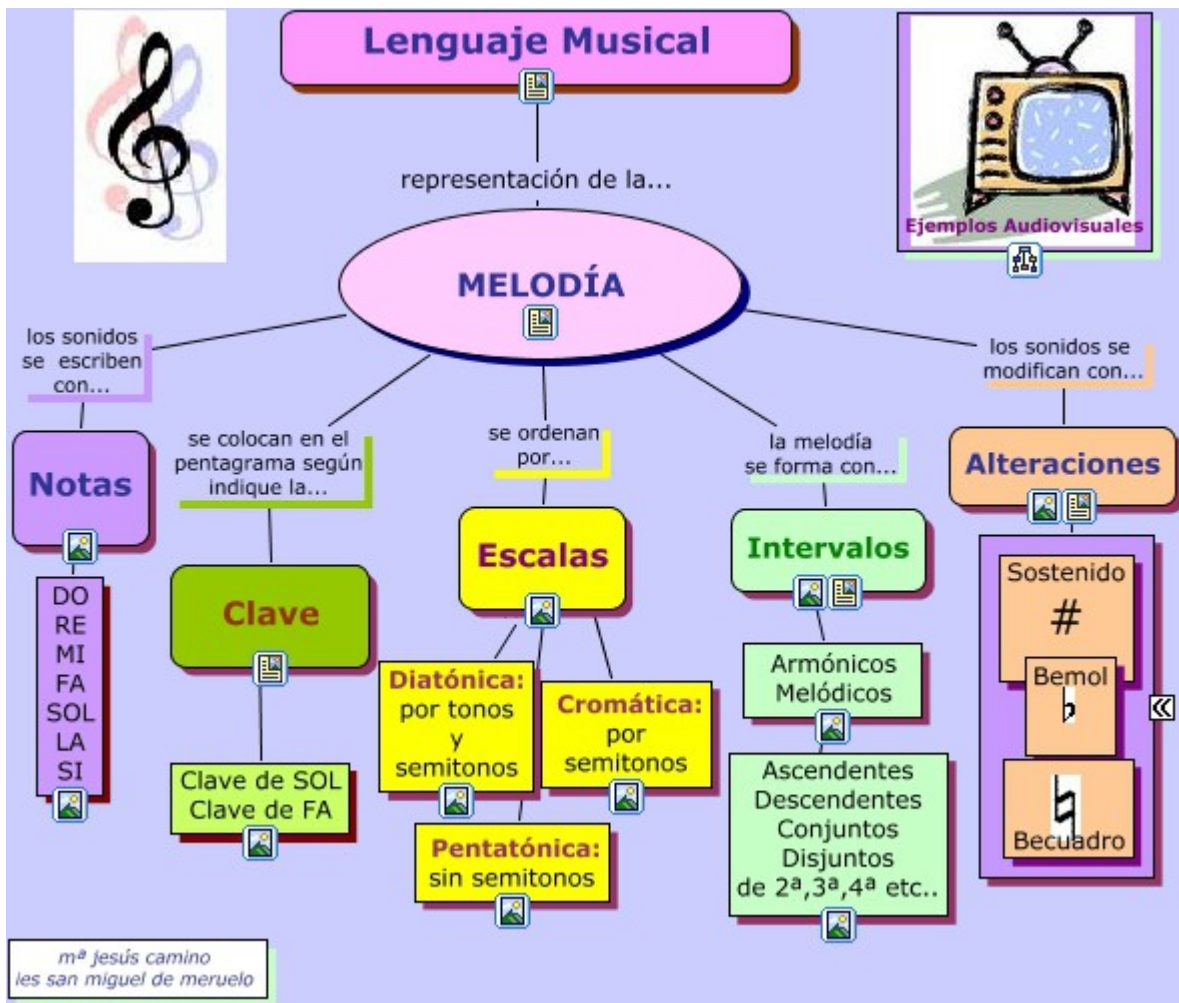 Lenguaje Musical
representación de la...
Ejemplos Audiovisuales
MELODÍA
los sonidos
se escriben
con...
Notas
DO
RE
MI
FA
SOL
LA
SI
se colocan en el
pentagrama según
indique la...
Clave
Clave de SOL
Clave de FA
se ordenan
por...
Escalas
Diatónica:
por tonos
y
semitonos
Cromática:
por
semitonos
Pentatónica:
sin semitonos
la melodía
se forma con...
Intervalos
Armónicos
Melódicos
Ascendentes
Descendentes
Conjuntos
Disjuntos
de 2ª,3ª,4ª etc..
los sonidos se
modifican con...
Alteraciones
Sostenido
#
Bemol
♭
♮
Becuadro
mª jesús camino
ies san miguel de meruelo